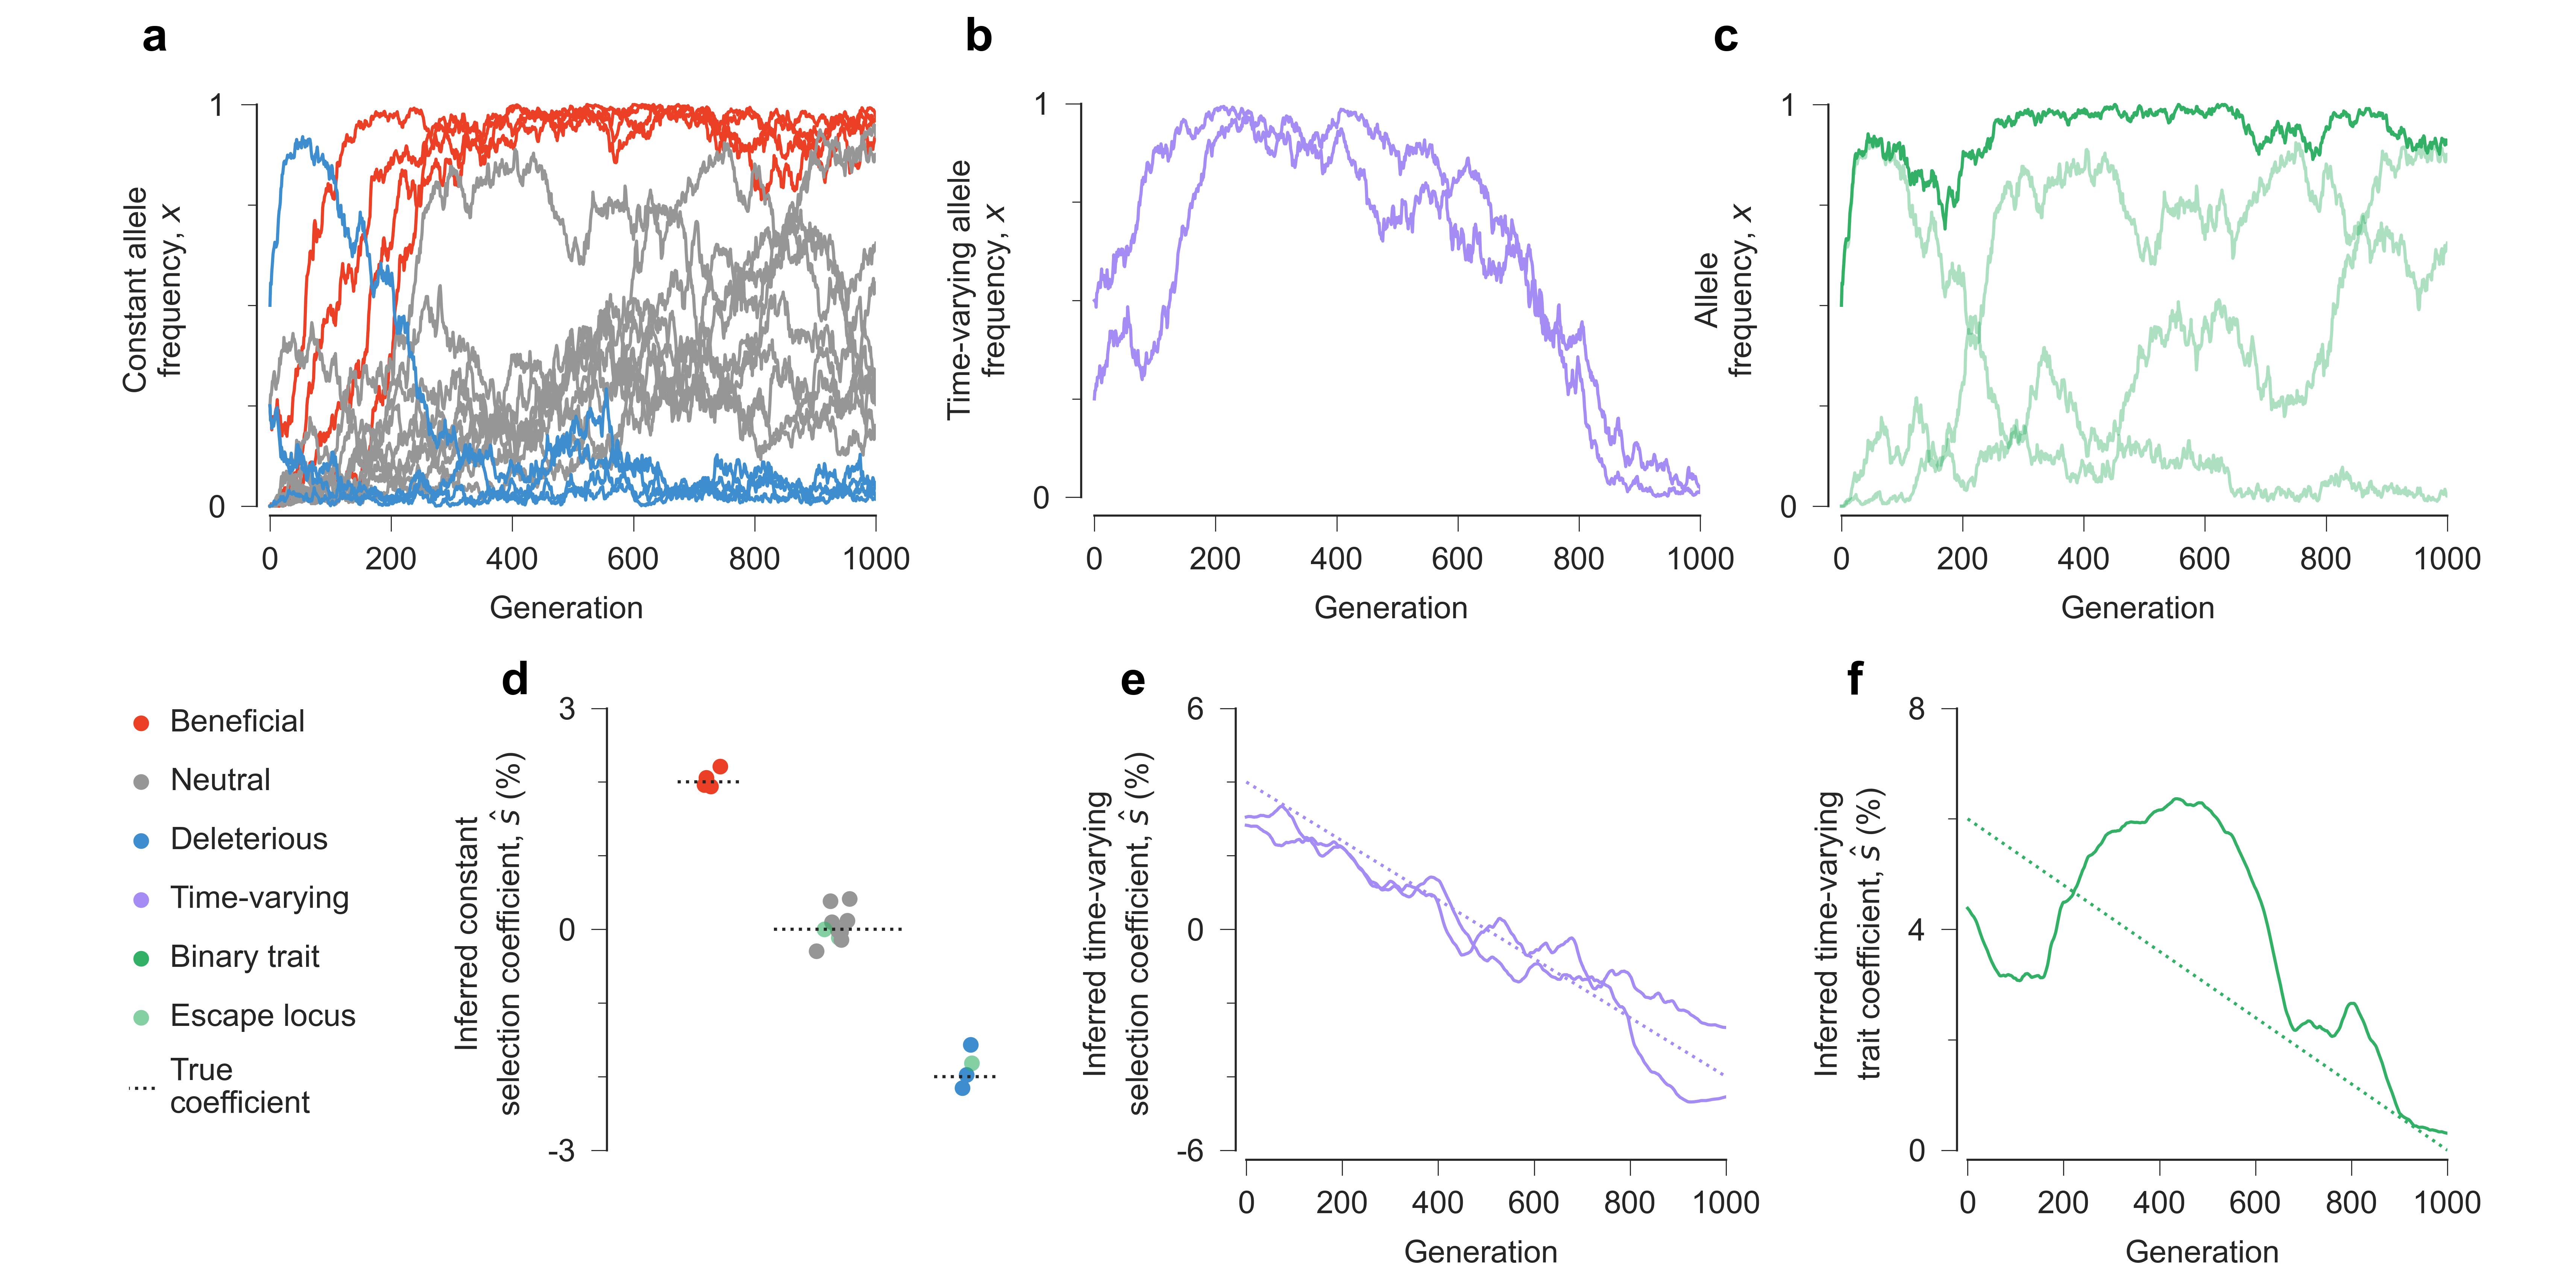 a
1
0
Constant allele
frequency, x
0 200 400 600 800 1000
Generation
b
1
0
Time-varying allele
frequency, x
0 200 400 600 800 1000
Generation
c
1
0
Allele
frequency, x
0 200 400 600 800 1000
Generation
Beneficial
Neutral
Deleterious
Time-varying
Binary trait
Escape locus
True
coefficient
d
3
0
-3
Inferred constant
selection coefficient, ŝ (%)
e
6
0
-6
Inferred time-varying
selection coefficient, ŝ (%)
0 200 400 600 800 1000
Generation
f
8
4
0
Inferred time-varying
trait coefficient, ŝ (%)
0 200 400 600 800 1000
Generation